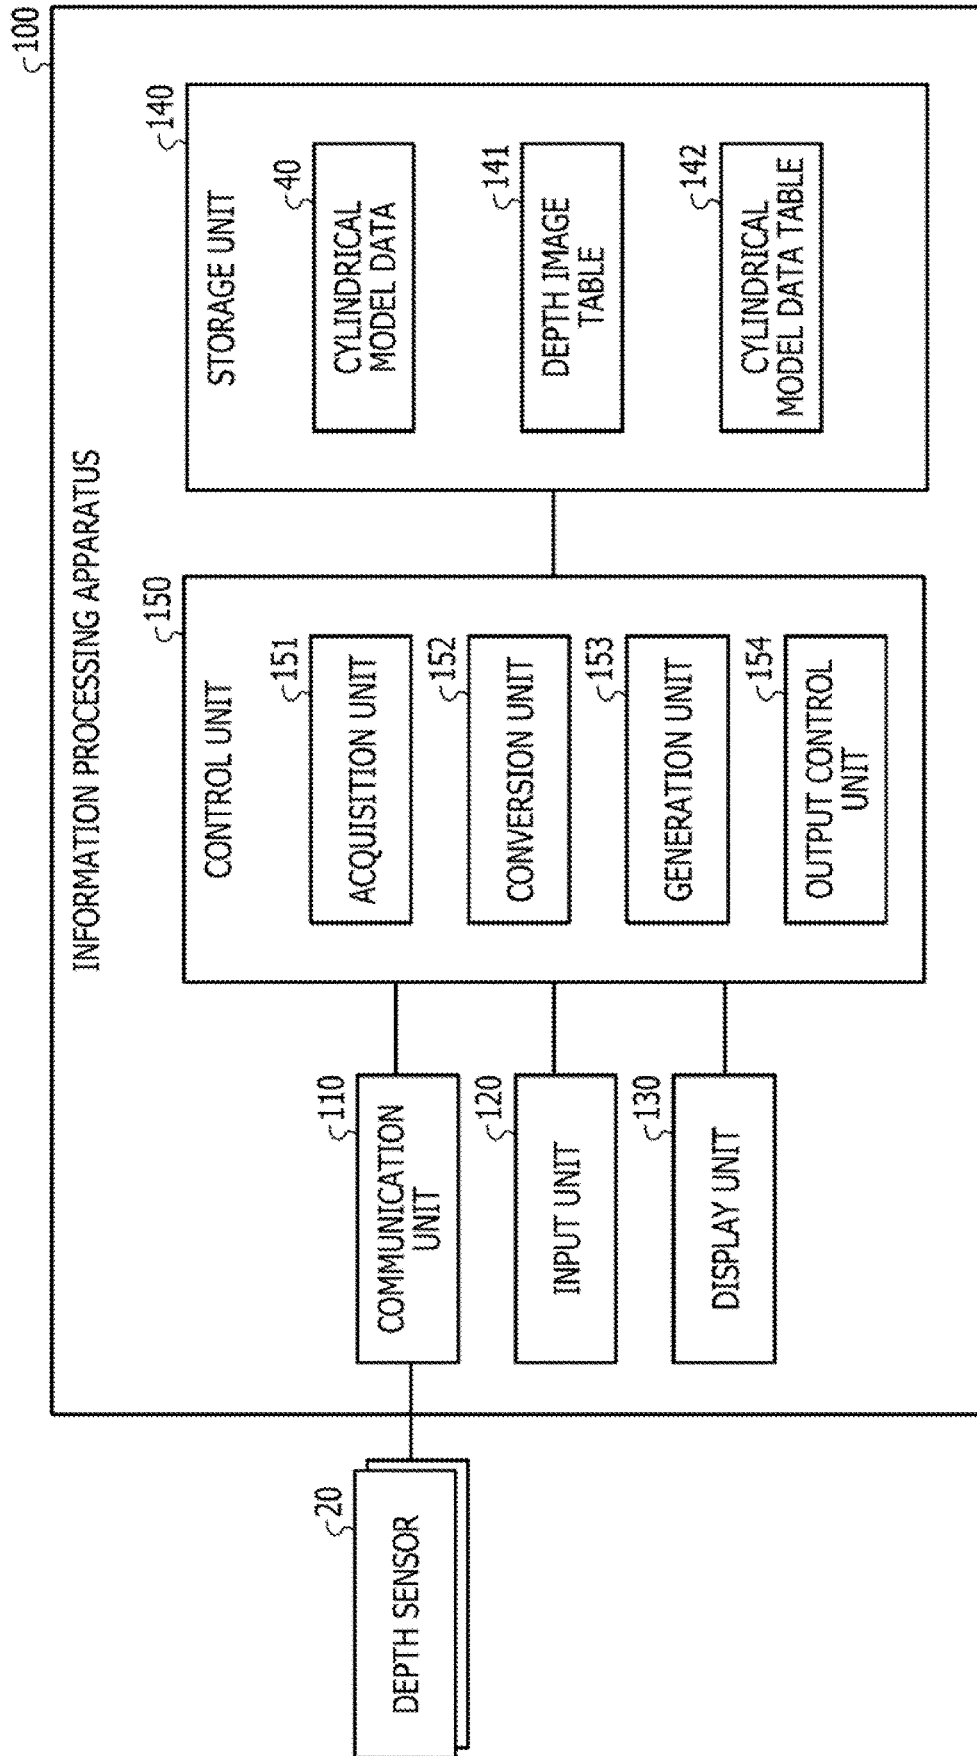 100
INFORMATION PROCESSING APPARATUS
20
DEPTH SENSOR
110
COMMUNICATION
UNIT
120
INPUT UNIT
130
DISPLAY UNIT
150
CONTROL UNIT
151
ACQUISITION UNIT
152
CONVERSION UNIT
153
GENERATION UNIT
154
OUTPUT CONTROL
UNIT
140
STORAGE UNIT
40
CYLINDRICAL
MODEL DATA
141
DEPTH IMAGE
TABLE
142
CYLINDRICAL
MODEL DATA TABLE